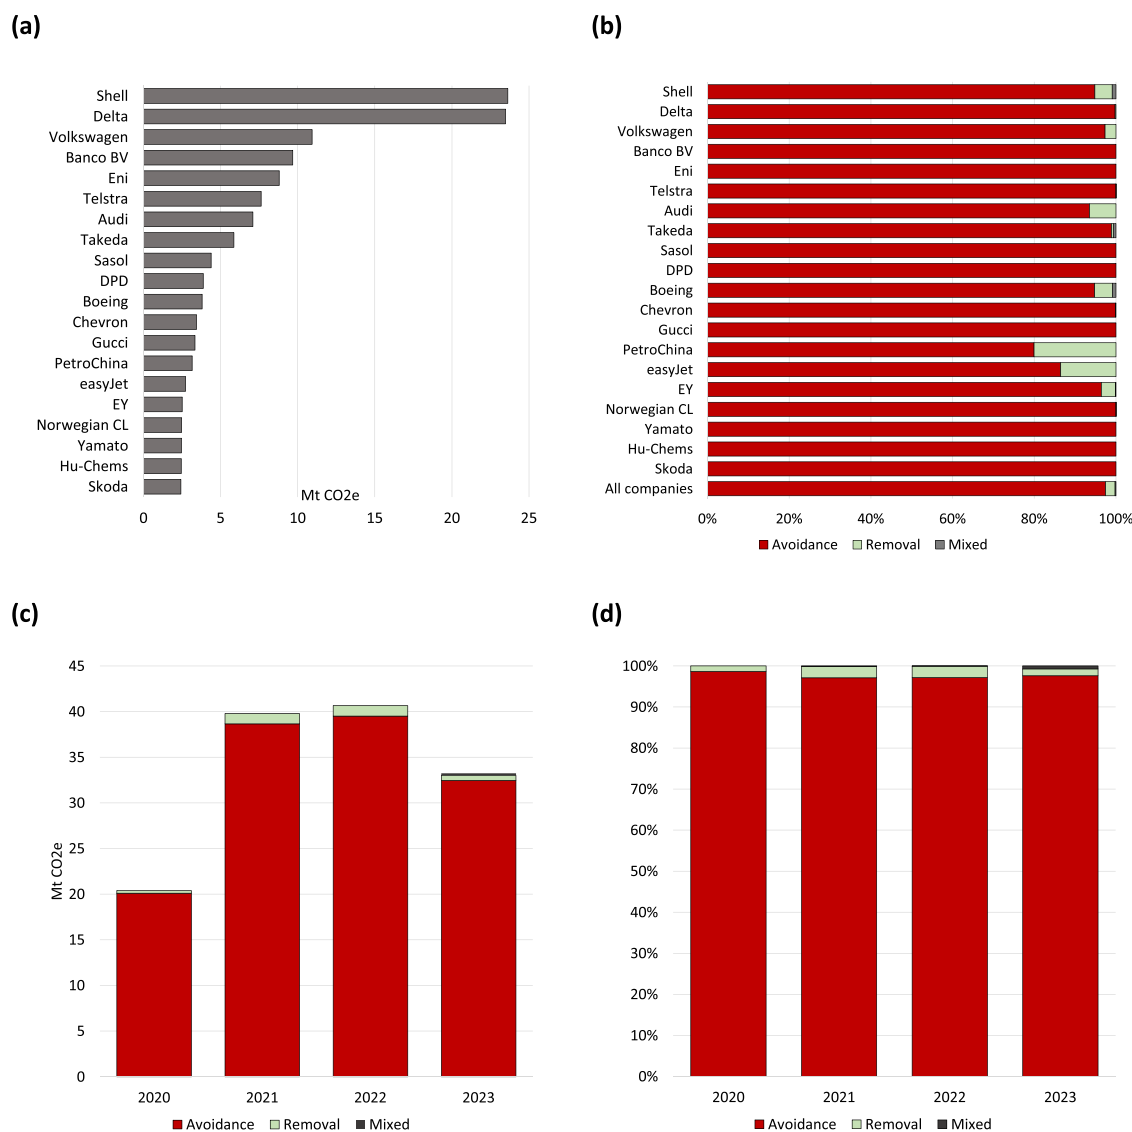 (a)
Shell
Delta
Volkswagen
Banco BV
Eni
Telstra
Audi
Takeda
Sasol
DPD
Boeing
Chevron
Gucci
PetroChina
easyJet
EY
Norwegian CL
Yamato
Hu-Chems
Skoda
Mt CO2e
0 5 10 15 20 25
(b)
Shell
Delta
Volkswagen
Banco BV
Eni
Telstra
Audi
Takeda
Sasol
DPD
Boeing
Chevron
Gucci
PetroChina
easyJet
EY
Norwegian CL
Yamato
Hu-Chems
Skoda
All companies
0% 20% 40% 60% 80% 100%
Avoidance Removal Mixed
(c)
45
40
35
30
25
20
15
10
5
0
Mt CO2e
2020 2021 2022 2023
Avoidance Removal Mixed
(d)
100%
90%
80%
70%
60%
50%
40%
30%
20%
10%
0%
2020 2021 2022 2023
Avoidance Removal Mixed